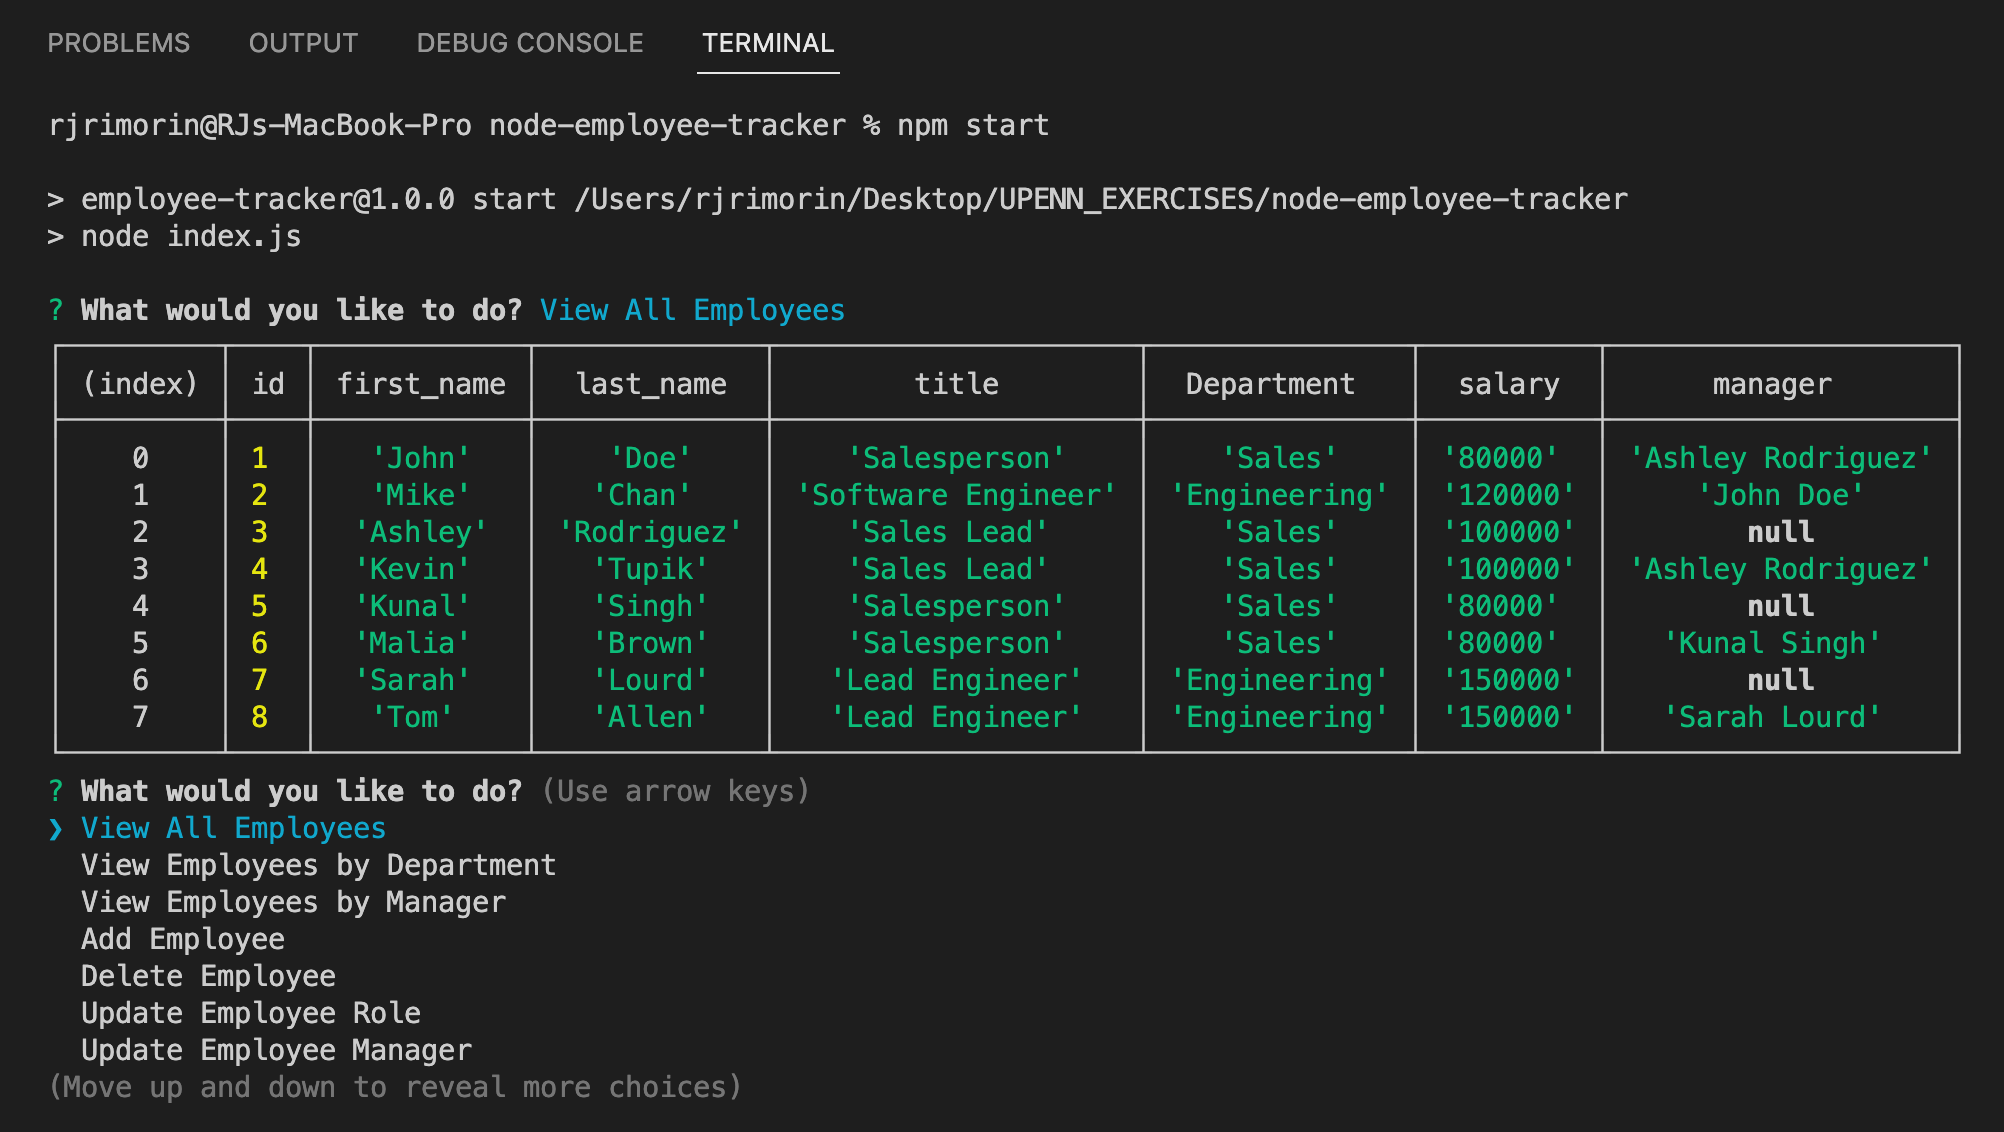 PROBLEMS OUTPUT DEBUG CONSOLE TERMINAL
rjrimorin@RJs-MacBook-Pro node-employee-tracker % npm start
> employee-tracker@1.0.0 start /Users/rjrimorin/Desktop/UPENN_EXERCISES/node-employee-tracker
> node index.js
? What would you like to do? View All Employees
(index) id first_name last_name title Department salary manager
0 1 'John' 'Doe' 'Salesperson' 'Sales' '80000' 'Ashley Rodriguez'
1 2 'Mike' 'Chan' 'Software Engineer' 'Engineering' '120000' 'John Doe'
2 3 'Ashley' 'Rodriguez' 'Sales Lead' 'Sales' '100000' null
3 4 'Kevin' 'Tupik' 'Sales Lead' 'Sales' '100000' 'Ashley Rodriguez'
4 5 'Kunal' 'Singh' 'Salesperson' 'Sales' '80000' null
5 6 'Malia' 'Brown' 'Salesperson' 'Sales' '80000' 'Kunal Singh'
6 7 'Sarah' 'Lourd' 'Lead Engineer' 'Engineering' '150000' null
7 8 'Tom' 'Allen' 'Lead Engineer' 'Engineering' '150000' 'Sarah Lourd'
? What would you like to do? (Use arrow keys)
❯ View All Employees
View Employees by Department
View Employees by Manager
Add Employee
Delete Employee
Update Employee Role
Update Employee Manager
(Move up and down to reveal more choices)